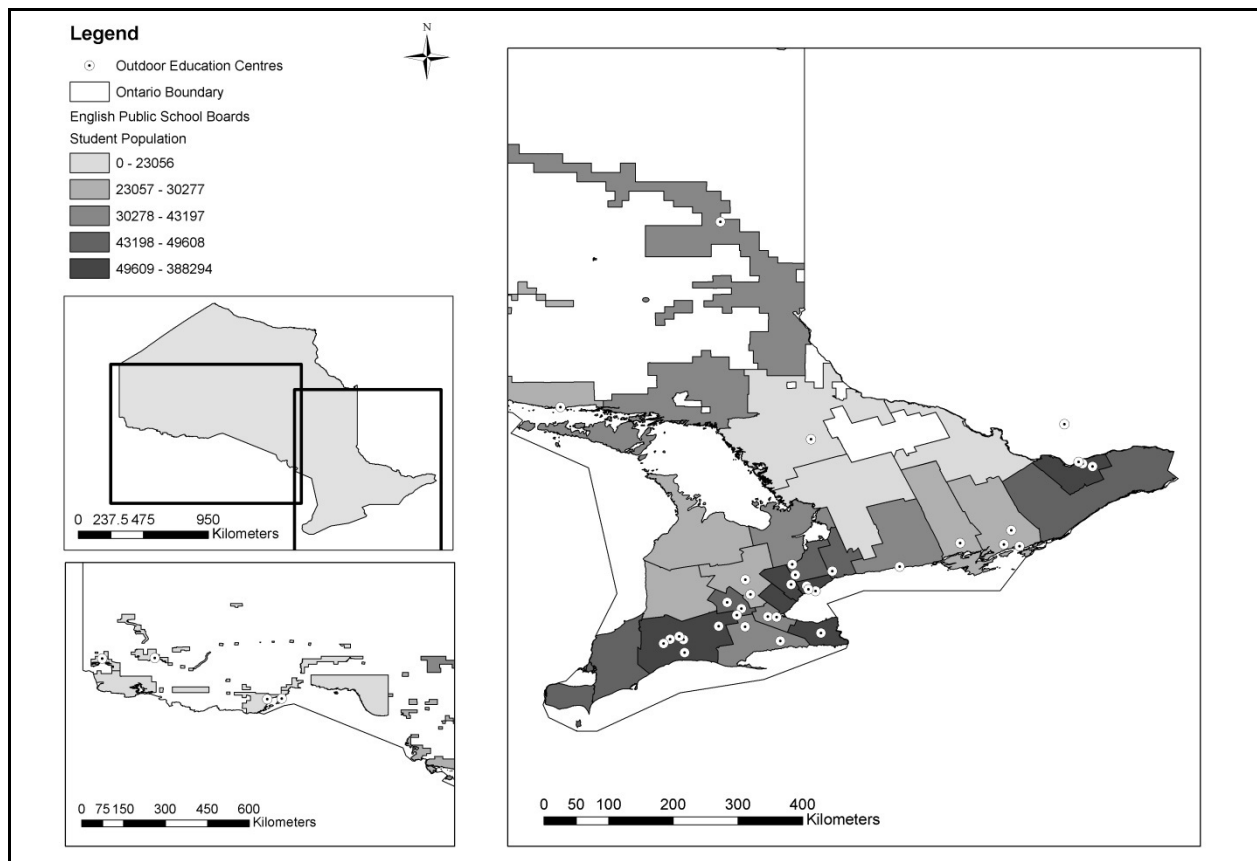 Legend
N
Outdoor Education Centres
Ontario Boundary
English Public School Boards
Student Population
0 - 23056
23057 - 30277
30278 - 43197
43198 - 49608
49609 - 388294
0 237.5 475 950
Kilometers
0 75 150 300 450 600
Kilometers
0 50 100 200 300 400
Kilometers